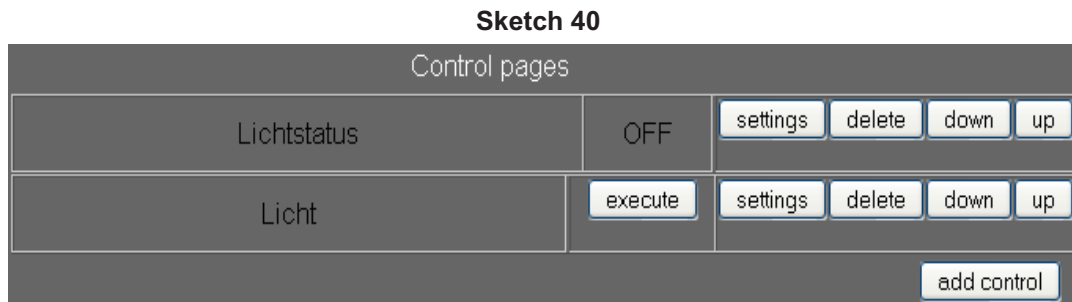 Sketch 40
Control pages
Lichtstatus OFF settings delete down up
Licht execute settings delete down up
add control